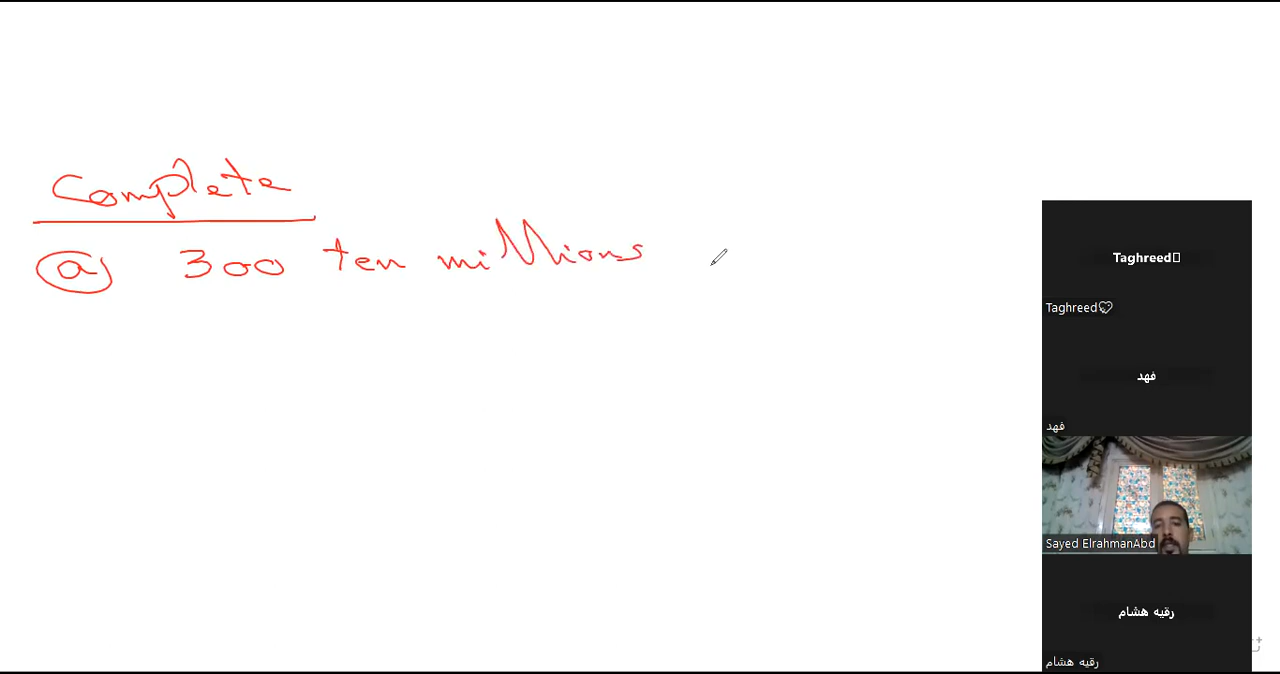 Complete
a) 300 ten millions
Taghreed
Taghreed
فهد
فهد
Sayed ElrahmanAbd
رقيه هشام
رقيه هشام